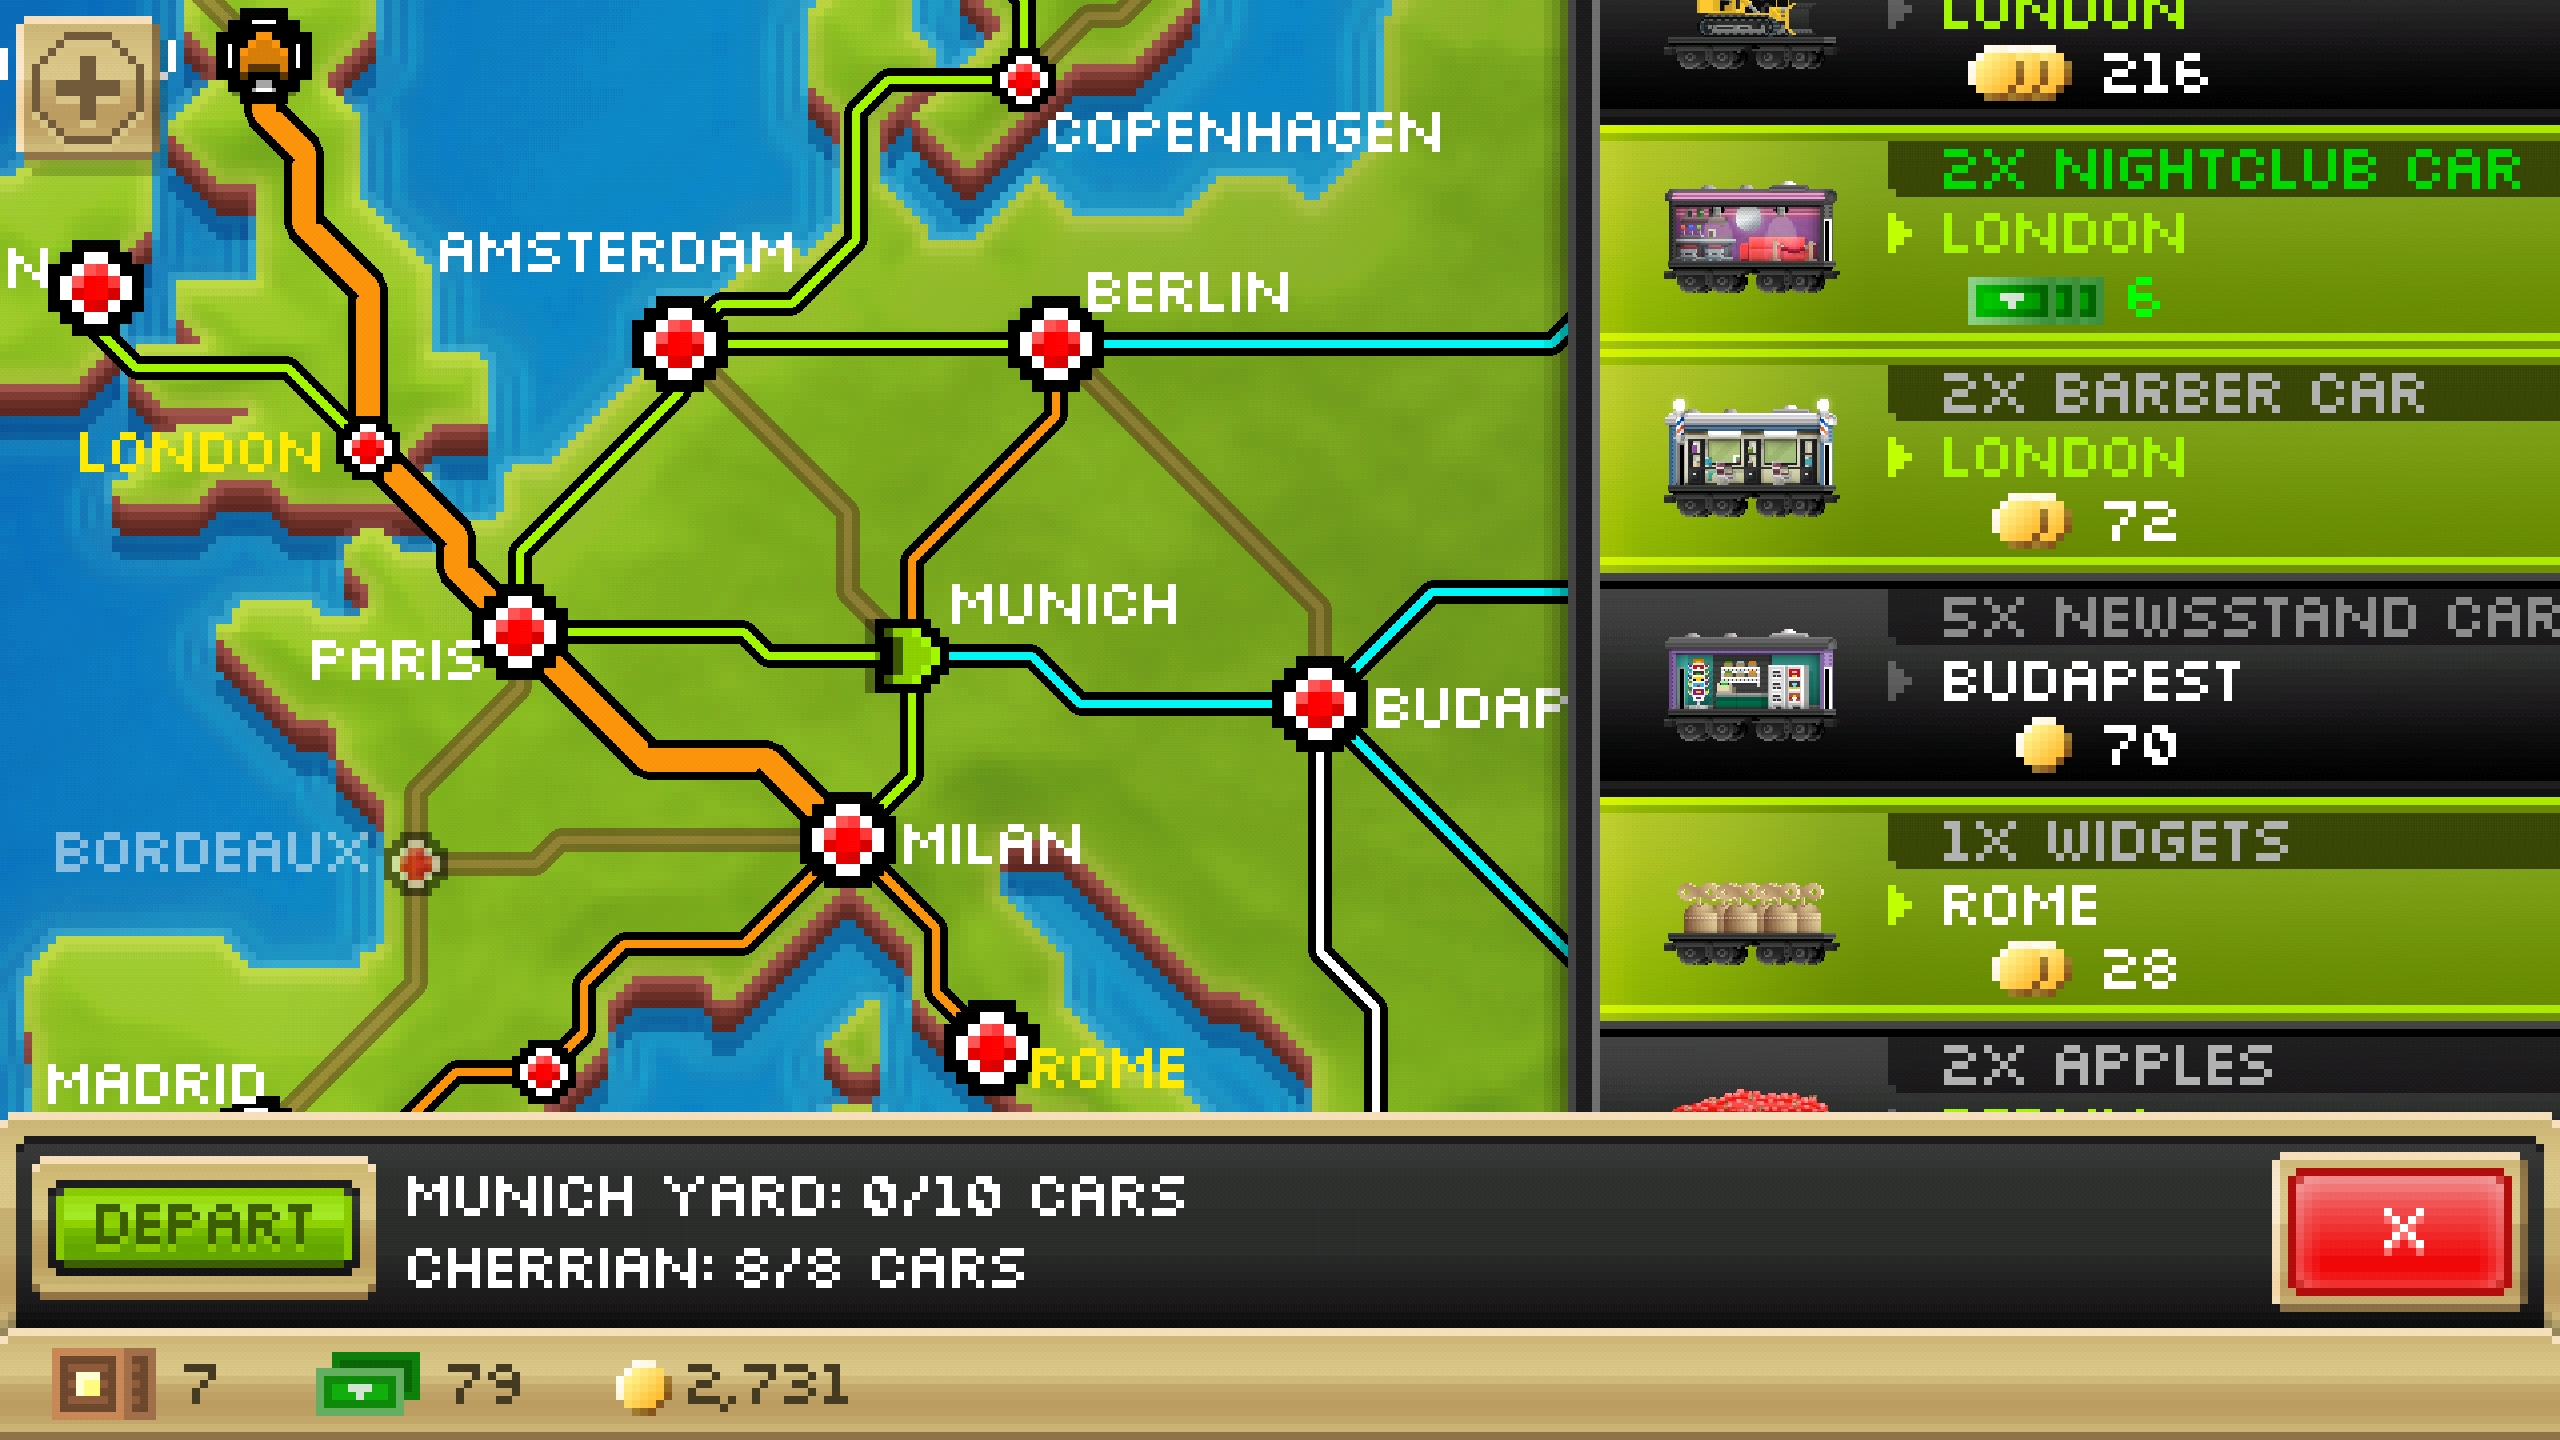 COPENHAGEN
AMSTERDAM
BERLIN
N
LONDON
MUNICH
PARIS
BUDAP
BORDEAUX
MILAN
MADRID
ROME
LONDON
216
2X NIGHTCLUB CAR
LONDON
6
2X BARBER CAR
LONDON
72
5X NEWSSTAND CAR
BUDAPEST
70
1X WIDGETS
ROME
28
2X APPLES
DEPART
MUNICH YARD: 0/10 CARS
CHERRIAN: 8/8 CARS
X
7
79
2,731